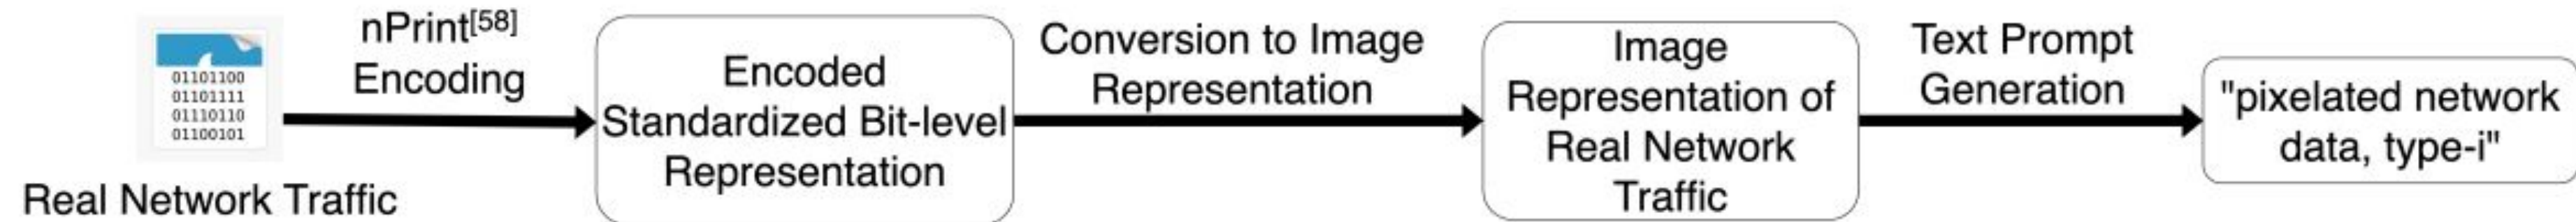 01101100
01101111
01110110
01100101
Real Network Traffic
nPrint[58]
Encoding
Encoded
Standardized Bit-level
Representation
Conversion to Image
Representation
Image
Representation of
Real Network
Traffic
Text Prompt
Generation
"pixelated network
data, type-i"